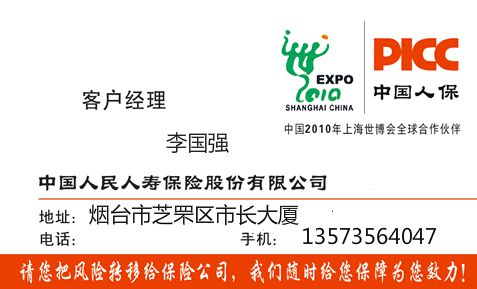 EXPO
2010
SHANGHAI CHINA
PICC
中国人保
中国2010年上海世博会全球合作伙伴
客户经理
李国强
中国人民人寿保险股份有限公司
地址：烟台市芝罘区市长大厦
电话： 手机： 13573564047
请您把风险转移给保险公司，我们随时给您保障为您致力！